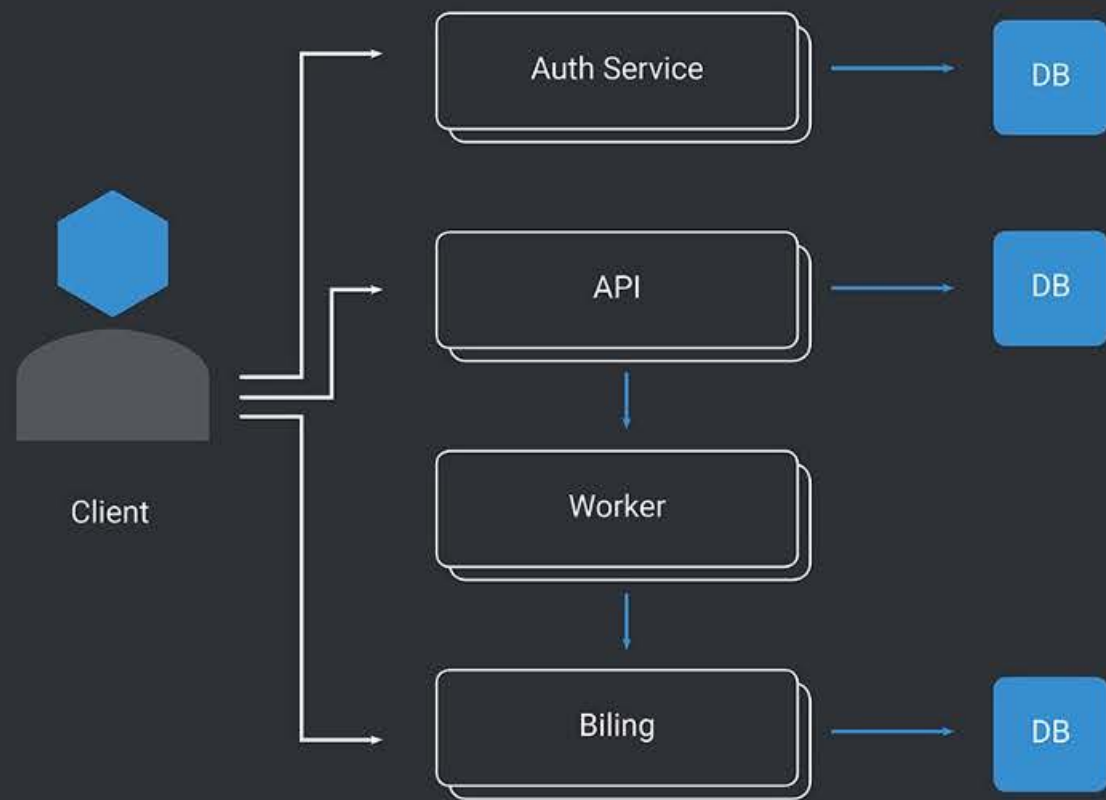 Auth Service
DB
API
DB
Client
Worker
Biling
DB